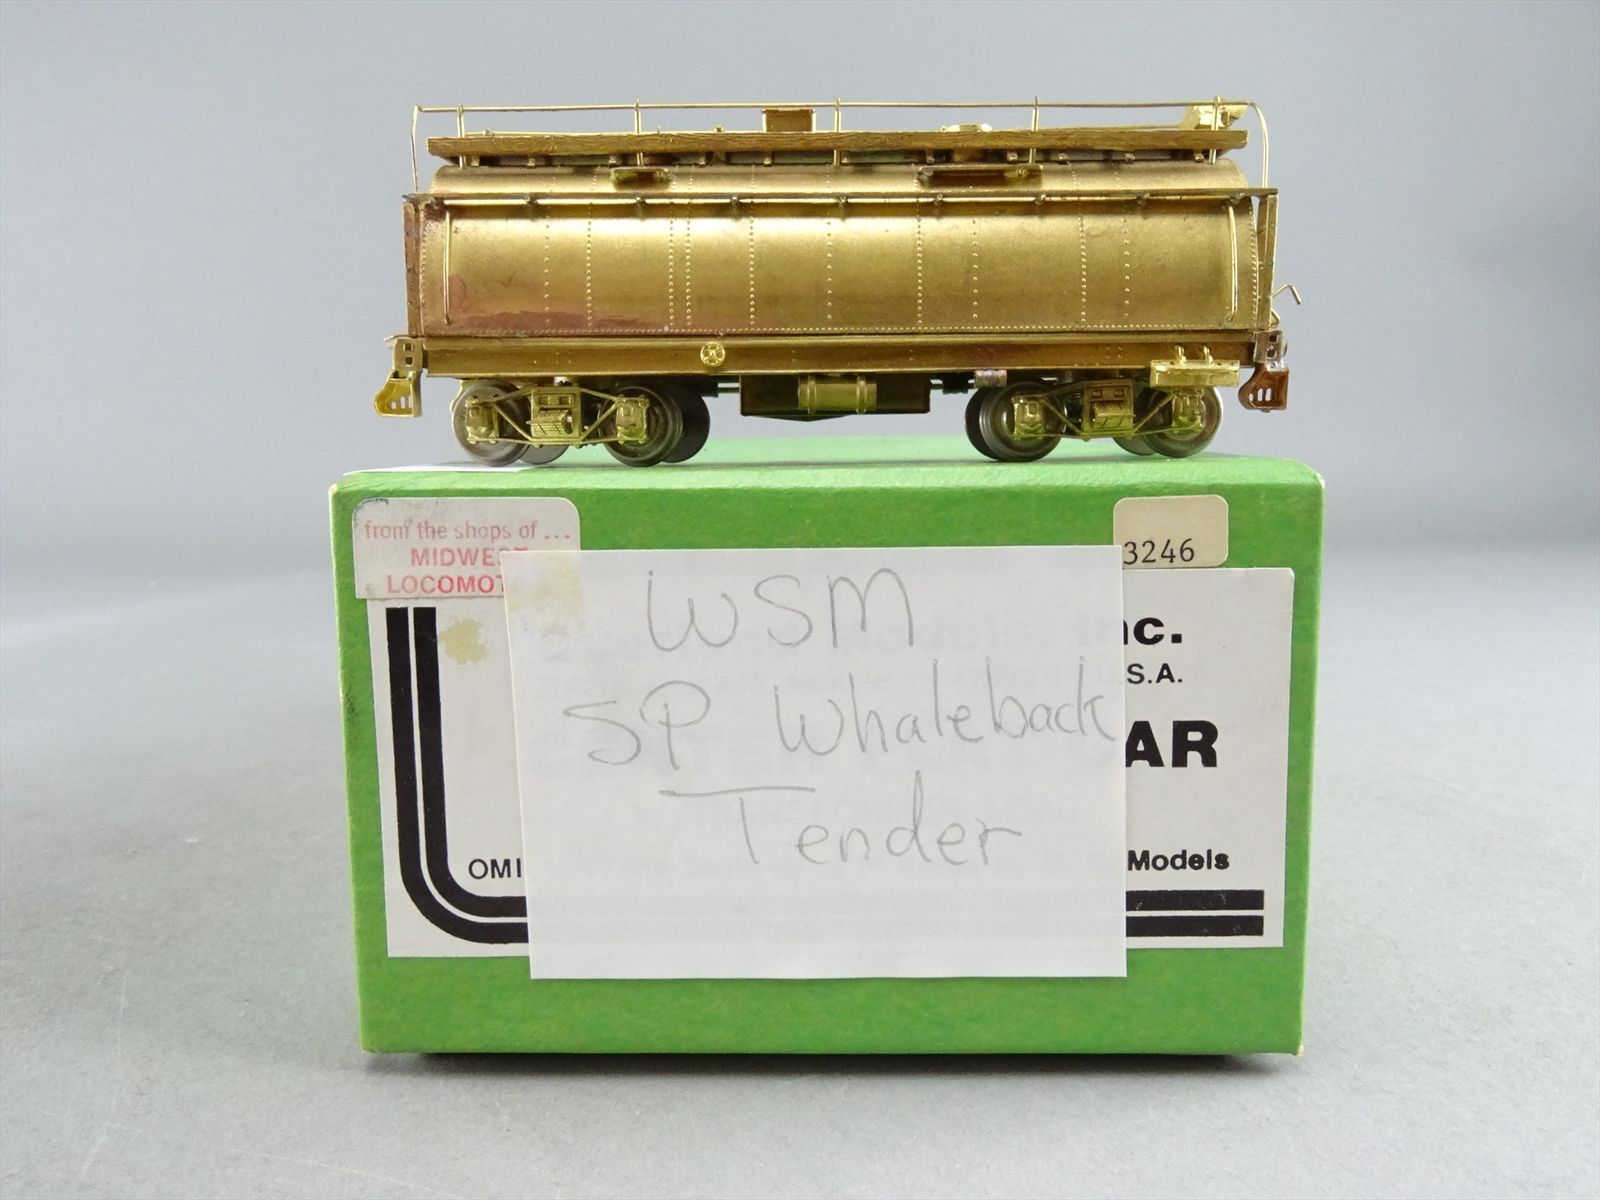 from the shops of ...
MIDWEST
LOCOMOT
3246
WSM
SP Whaleback
Tender
nc.
S.A.
AR
OMI
Models